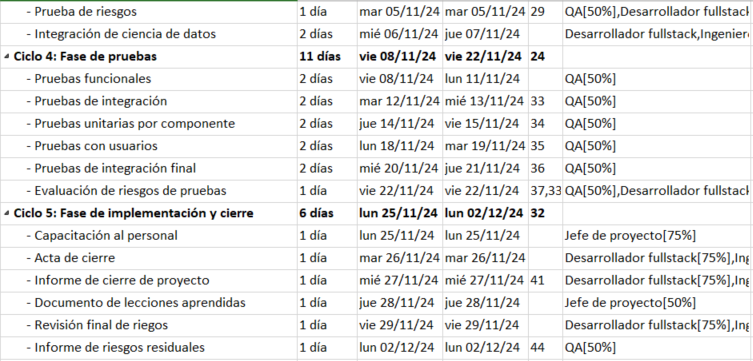 - Prueba de riesgos 1 día mar 05/11/24 mar 05/11/24 29 QA[50%],Desarrollador fullsta
- Integración de ciencia de datos 2 días mié 06/11/24 jue 07/11/24 Desarrollador fullstack,Ingenier
Ciclo 4: Fase de pruebas 11 días vie 08/11/24 vie 22/11/24 24
- Pruebas funcionales 2 días vie 08/11/24 lun 11/11/24 QA[50%]
- Pruebas de integración 2 días mar 12/11/24 mié 13/11/24 33 QA[50%]
- Pruebas unitarias por componente 2 días jue 14/11/24 vie 15/11/24 34 QA[50%]
- Pruebas con usuarios 2 días lun 18/11/24 mar 19/11/24 35 QA[50%]
- Pruebas de integración final 2 días mié 20/11/24 jue 21/11/24 36 QA[50%]
- Evaluación de riesgos de pruebas 1 día vie 22/11/24 vie 22/11/24 37,33 QA[50%],Desarrollador fullstack
Ciclo 5: Fase de implementación y cierre 6 días lun 25/11/24 lun 02/12/24 32
- Capacitación al personal 1 día lun 25/11/24 lun 25/11/24 Jefe de proyecto[75%]
- Acta de cierre 1 día mar 26/11/24 mar 26/11/24 Desarrollador fullstack[75%],Ing
- Informe de cierre de proyecto 1 día mié 27/11/24 mié 27/11/24 41 Desarrollador fullstack[75%],Ing
- Documento de lecciones aprendidas 1 día jue 28/11/24 jue 28/11/24 Jefe de proyecto[50%]
- Revisión final de riegos 1 día vie 29/11/24 vie 29/11/24 Desarrollador fullstack[75%],Ing
- Informe de riesgos residuales 1 día lun 02/12/24 lun 02/12/24 44 QA[50%]